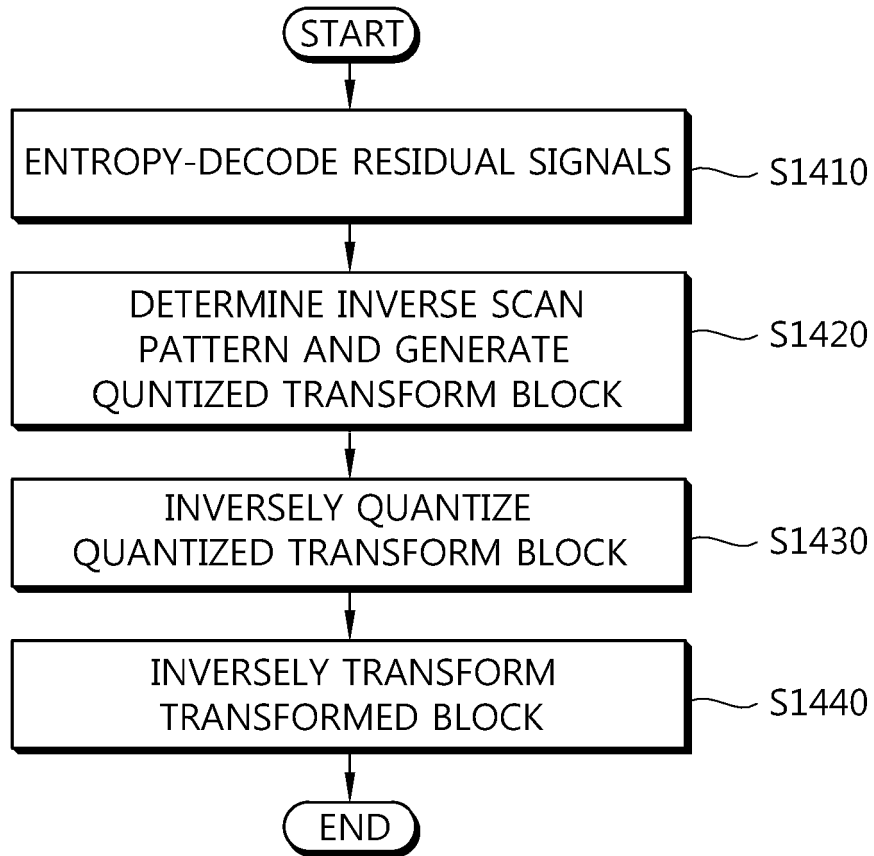 START
ENTROPY-DECODE RESIDUAL SIGNALS
S1410
DETERMINE INVERSE SCAN
PATTERN AND GENERATE
QUNTIZED TRANSFORM BLOCK
S1420
INVERSELY QUANTIZE
QUANTIZED TRANSFORM BLOCK
S1430
INVERSELY TRANSFORM
TRANSFORMED BLOCK
S1440
END